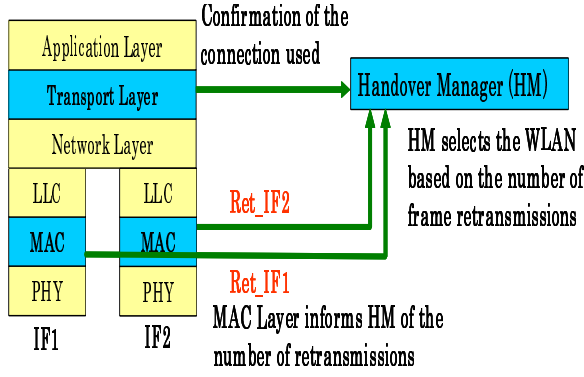 Confirmation of the
connection used
Application Layer
Transport Layer
Network Layer
LLC
MAC
PHY
IF1
LLC
MAC
PHY
IF2
Handover Manager (HM)
HM selects the WLAN
based on the number of
frame retransmissions
Ret_IF2
Ret_IF1
MAC Layer informs HM of the
number of retransmissions